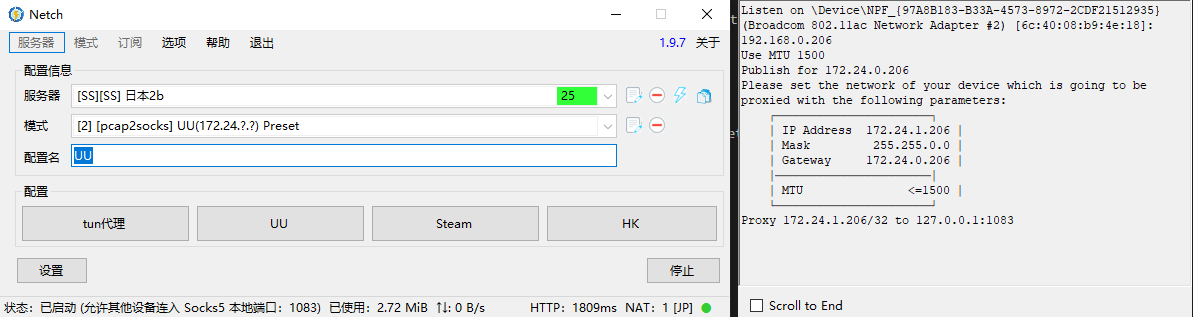 Netch
服务器 模式 订阅 选项 帮助 退出 1.9.7 关于
配置信息
服务器 [SS][SS] 日本2b 25
模式 [2] [pcap2socks] UU(172.24.?.?) Preset
配置名 UU
配置
tun代理 UU Steam HK
设置 停止
状态：已启动 (允许其他设备连入 Socks5 本地端口：1083) 已使用：2.72 MiB ↑↓: 0 B/s HTTP：1809ms NAT：1 [JP]
Listen on \Device\NPF_{97A8B183-B33A-4573-8972-2CDF21512935}
(Broadcom 802.11ac Network Adapter #2) [6c:40:08:b9:4e:18]:
192.168.0.206
Use MTU 1500
Publish for 172.24.0.206
Please set the network of your device which is going to be
proxied with the following parameters:
IP Address 172.24.1.206
Mask 255.255.0.0
Gateway 172.24.0.206
MTU <=1500
Proxy 172.24.1.206/32 to 127.0.0.1:1083
Scroll to End